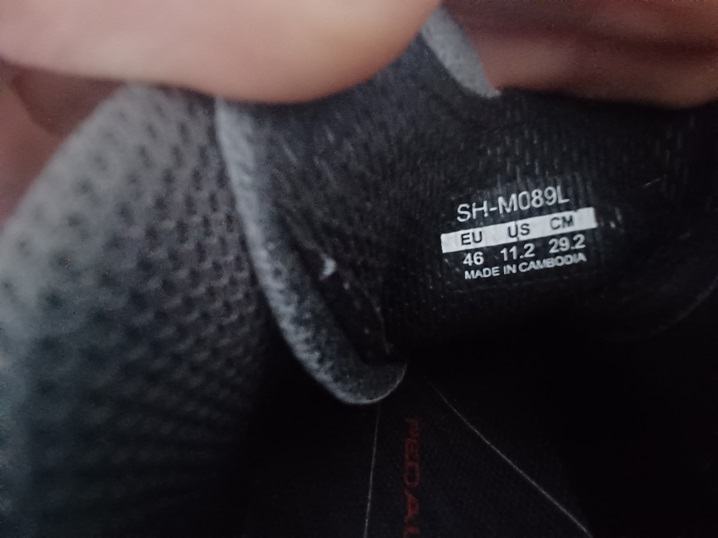 SH-M089L
EU US CM
46 11.2 29.2
MADE IN CAMBODIA